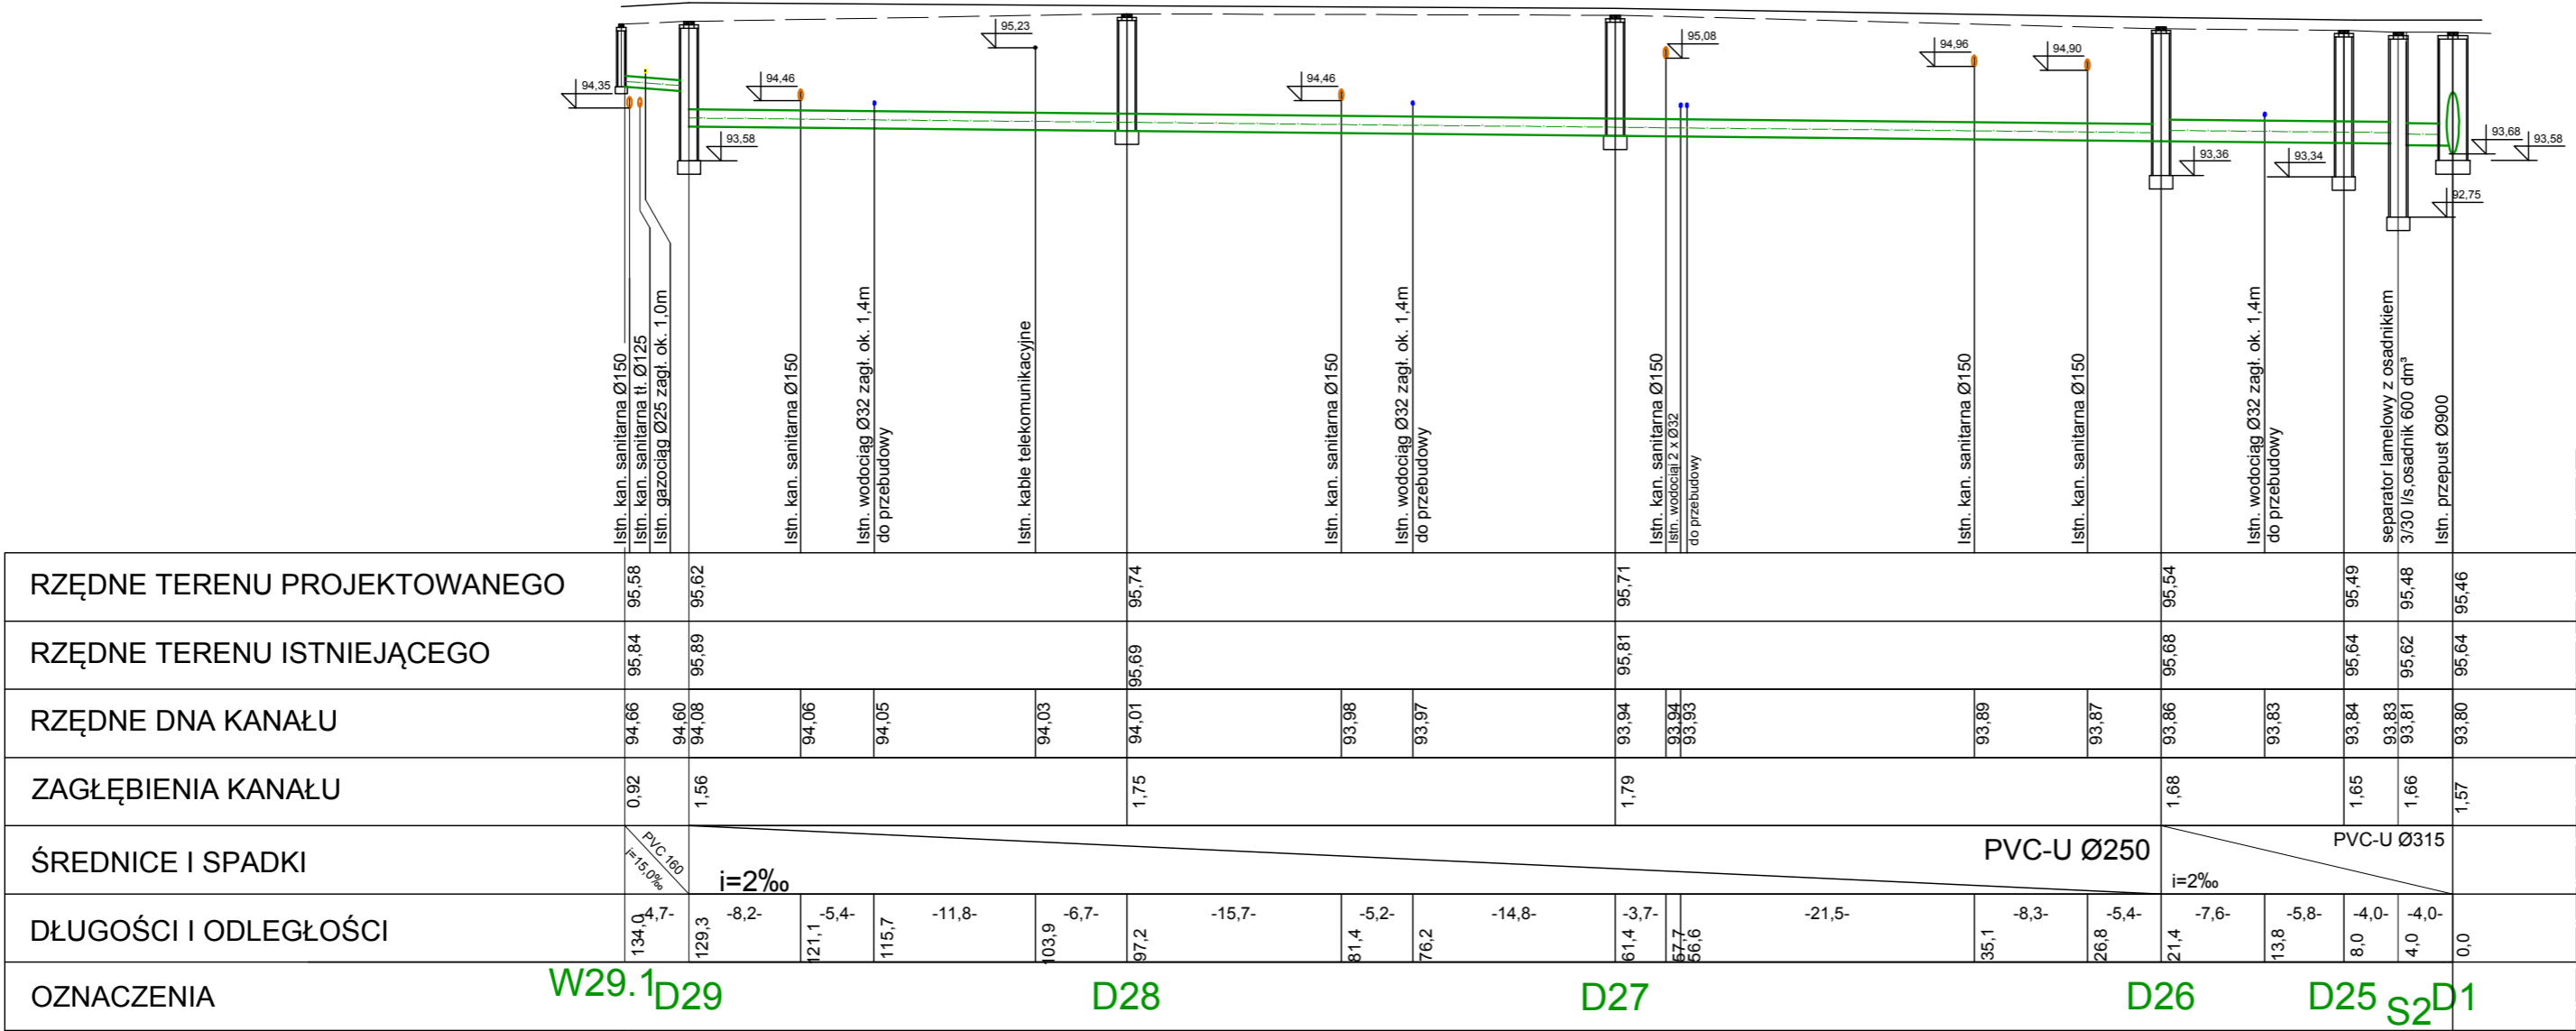 95,23
95,08
94,96
94,90
94,46
94,46
94,35
93,58
93,68
93,58
93,36
93,34
92,75
Istn. kan. sanitarna Ø150
Istn. kan. sanitarna tł. Ø125
Istn. gazociąg Ø25 zagł. ok. 1,0m
Istn. kan. sanitarna Ø150
Istn. wodociąg Ø32 zagł. ok. 1,4m
do przebudowy
Istn. kable telekomunikacyjne
Istn. kan. sanitarna Ø150
Istn. wodociąg Ø32 zagł. ok. 1,4m
do przebudowy
Istn. kan. sanitarna Ø150
Istn. wodociąi 2 x Ø32
do przebudowy
Istn. kan. sanitarna Ø150
Istn. kan. sanitarna Ø150
Istn. wodociąg Ø32 zagł. ok. 1,4m
do przebudowy
separator lamelowy z osadnikiem
3/30 l/s,osadnik 600 dm³
Istn. przepust Ø900
RZĘDNE TERENU PROJEKTOWANEGO
95,58 95,62 95,74 95,71 95,54 95,49 95,48 95,46
RZĘDNE TERENU ISTNIEJĄCEGO
95,84 95,89 95,69 95,81 95,68 95,64 95,62 95,64
RZĘDNE DNA KANAŁU
94,66 94,60 94,08 94,06 94,05 94,03 94,01 93,98 93,97 93,94 93,94 93,93 93,89 93,87 93,86 93,83 93,84 93,83 93,81 93,80
ZAGŁĘBIENIA KANAŁU
0,92 1,56 1,75 1,79 1,68 1,65 1,66 1,57
ŚREDNICE I SPADKI
PVC 160
i=15,0‰
i=2‰
PVC-U Ø250
i=2‰
PVC-U Ø315
DŁUGOŚCI I ODLEGŁOŚCI
-4,7- -8,2- -5,4- -11,8- -6,7- -15,7- -5,2- -14,8- -3,7- -21,5- -8,3- -5,4- -7,6- -5,8- -4,0- -4,0-
134,0 129,3 121,1 115,7 103,9 97,2 81,4 76,2 61,4 57,7 56,6 35,1 26,8 21,4 13,8 8,0 4,0 0,0
OZNACZENIA
W29.1 D29 D28 D27 D26 D25 S2 D1